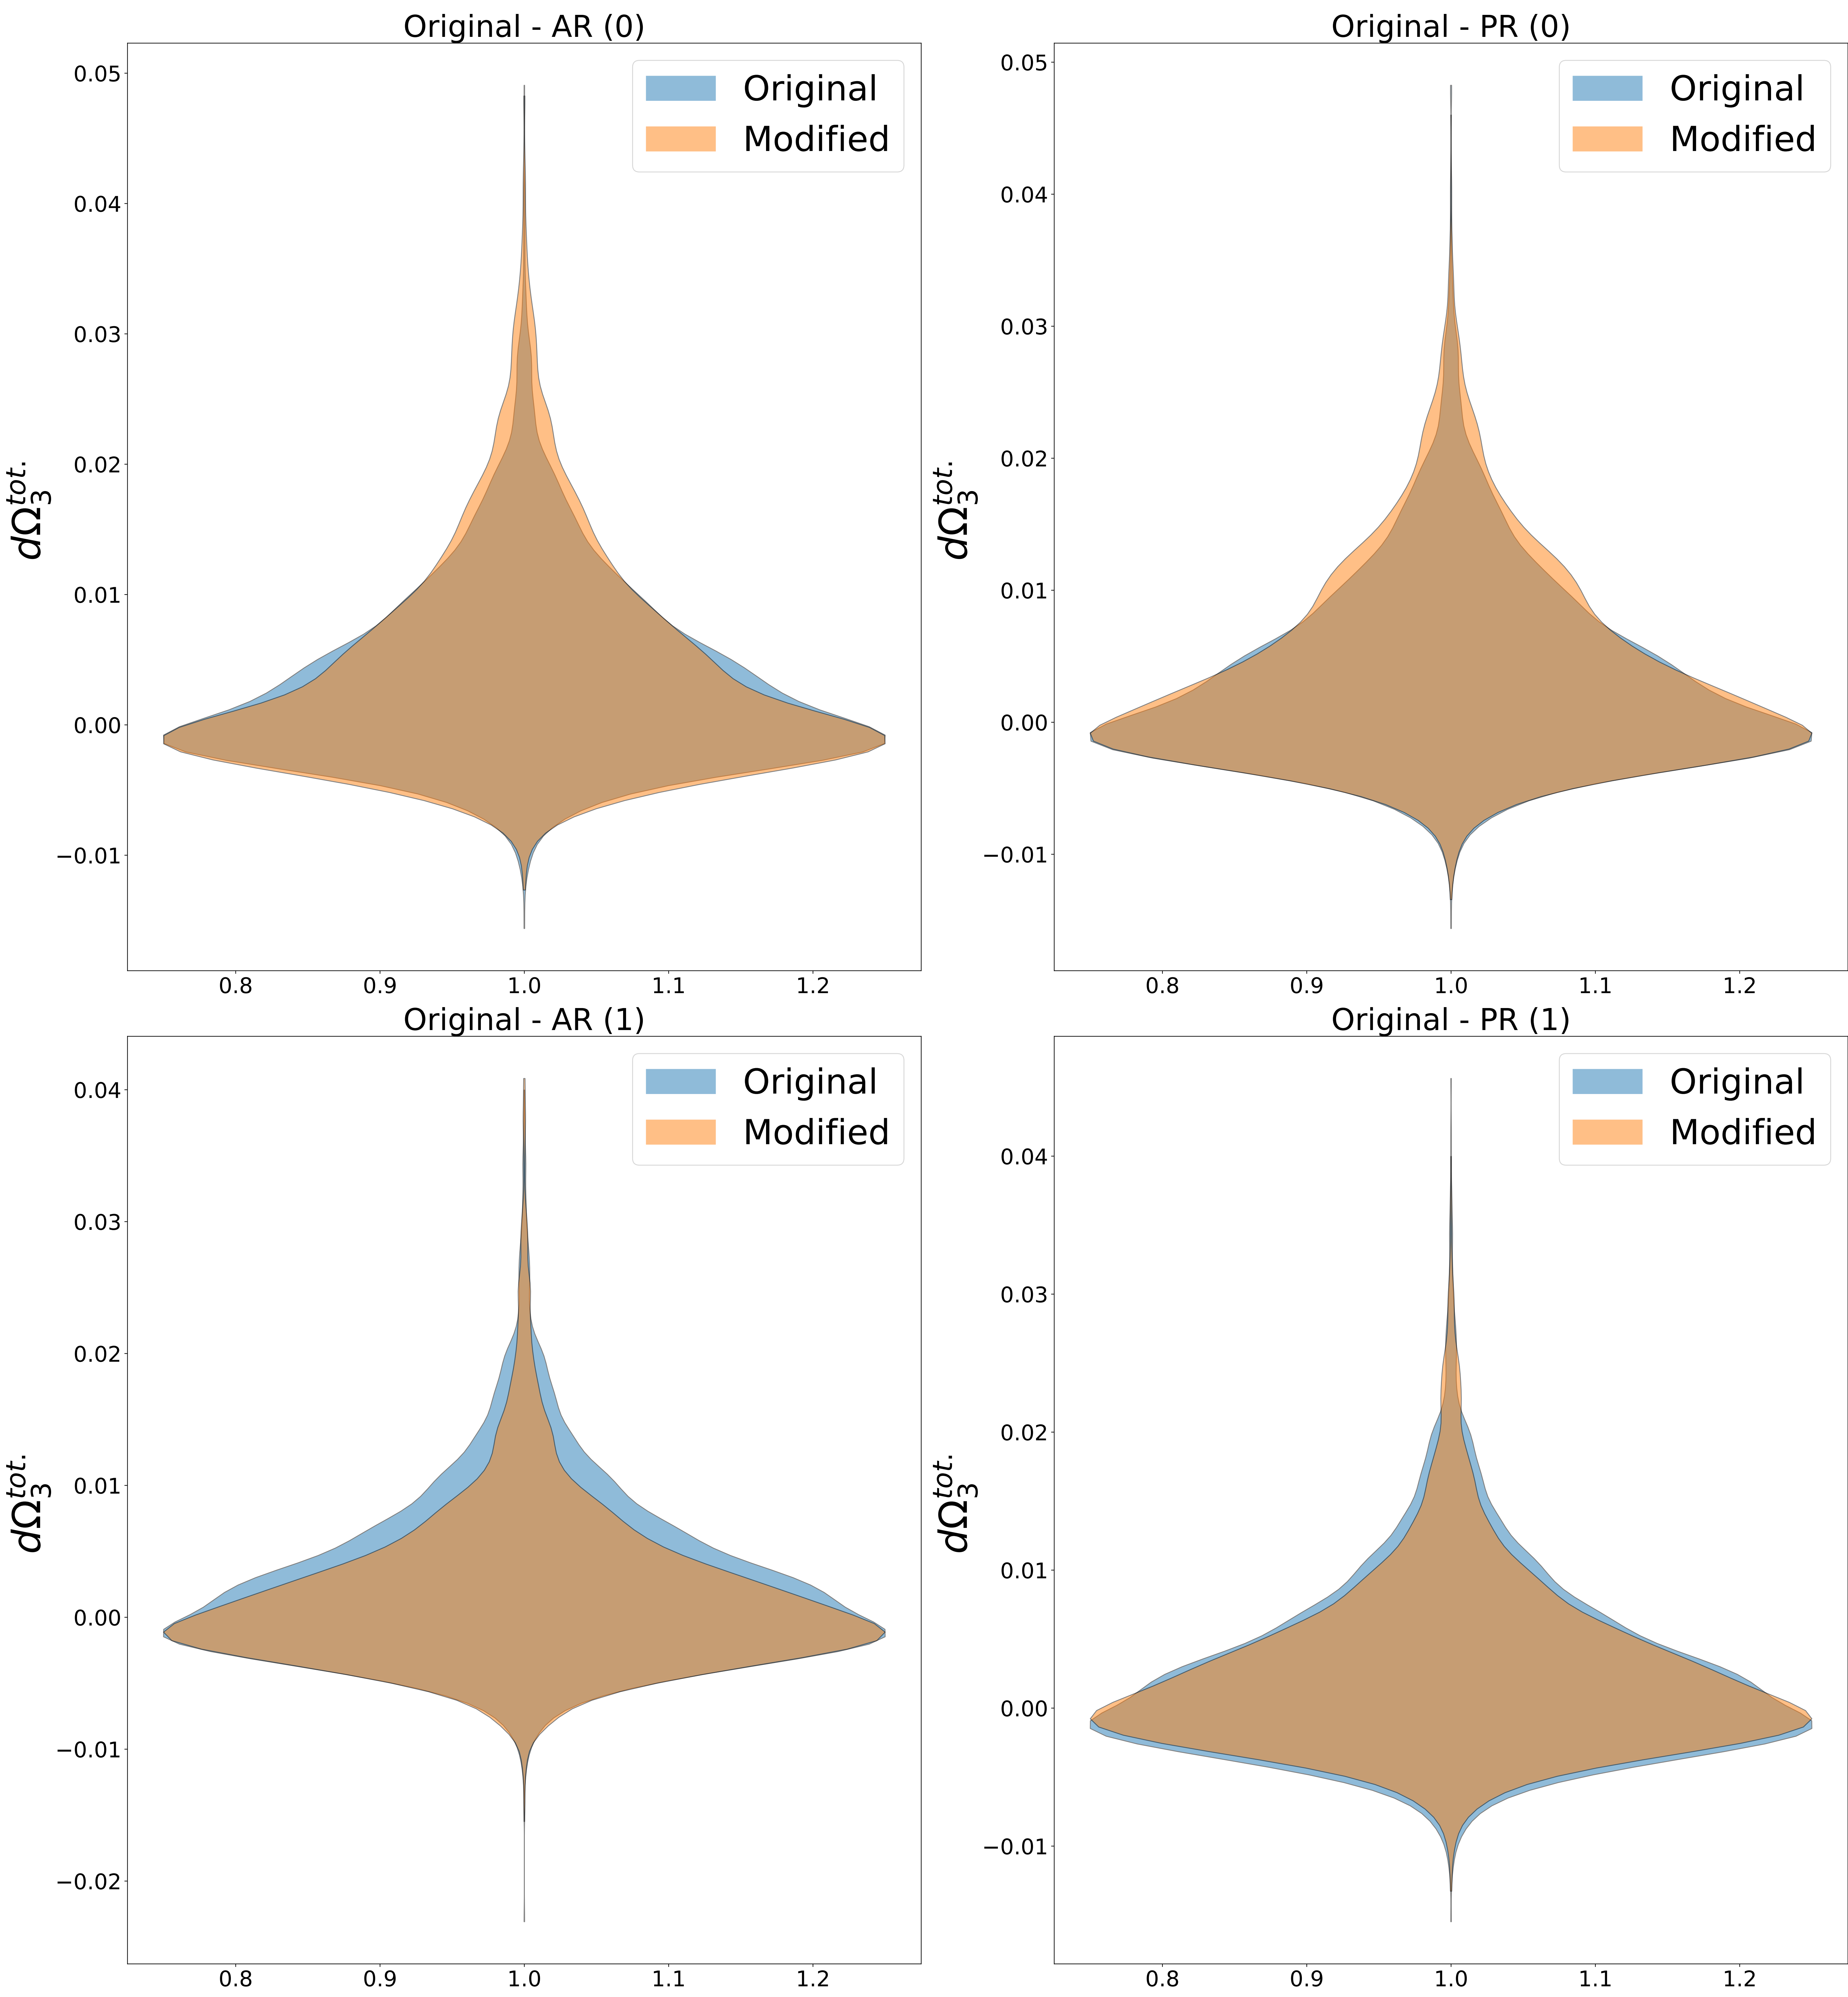 Original - AR (0)
Original
Modified
dΩ₃ᵗᵒᵗ·
0.05
0.04
0.03
0.02
0.01
0.00
−0.01
0.8 0.9 1.0 1.1 1.2
Original - PR (0)
Original
Modified
dΩ₃ᵗᵒᵗ·
0.05
0.04
0.03
0.02
0.01
0.00
−0.01
0.8 0.9 1.0 1.1 1.2
Original - AR (1)
Original
Modified
dΩ₃ᵗᵒᵗ·
0.04
0.03
0.02
0.01
0.00
−0.01
−0.02
0.8 0.9 1.0 1.1 1.2
Original - PR (1)
Original
Modified
dΩ₃ᵗᵒᵗ·
0.04
0.03
0.02
0.01
0.00
−0.01
0.8 0.9 1.0 1.1 1.2